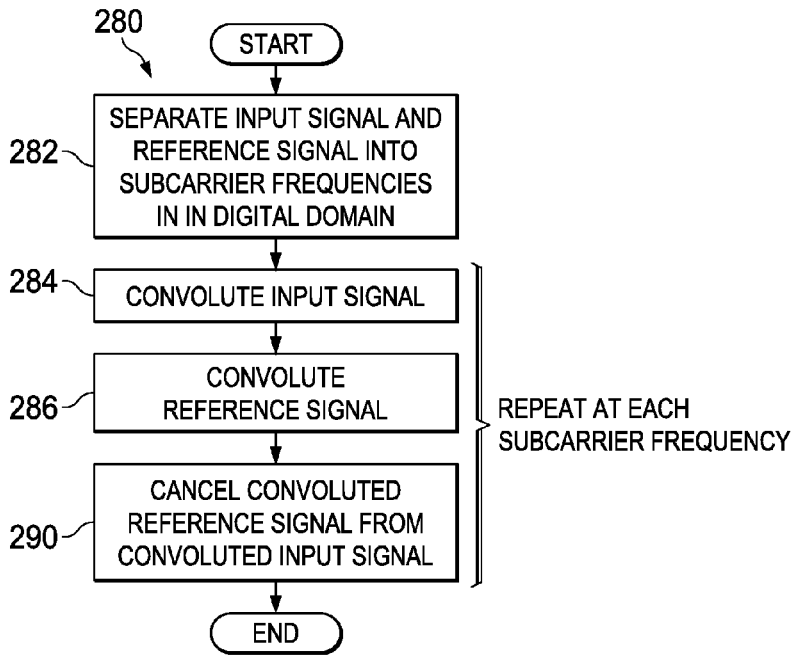 280
START
282
SEPARATE INPUT SIGNAL AND
REFERENCE SIGNAL INTO
SUBCARRIER FREQUENCIES
IN IN DIGITAL DOMAIN
284
CONVOLUTE INPUT SIGNAL
286
CONVOLUTE
REFERENCE SIGNAL
REPEAT AT EACH
SUBCARRIER FREQUENCY
290
CANCEL CONVOLUTED
REFERENCE SIGNAL FROM
CONVOLUTED INPUT SIGNAL
END